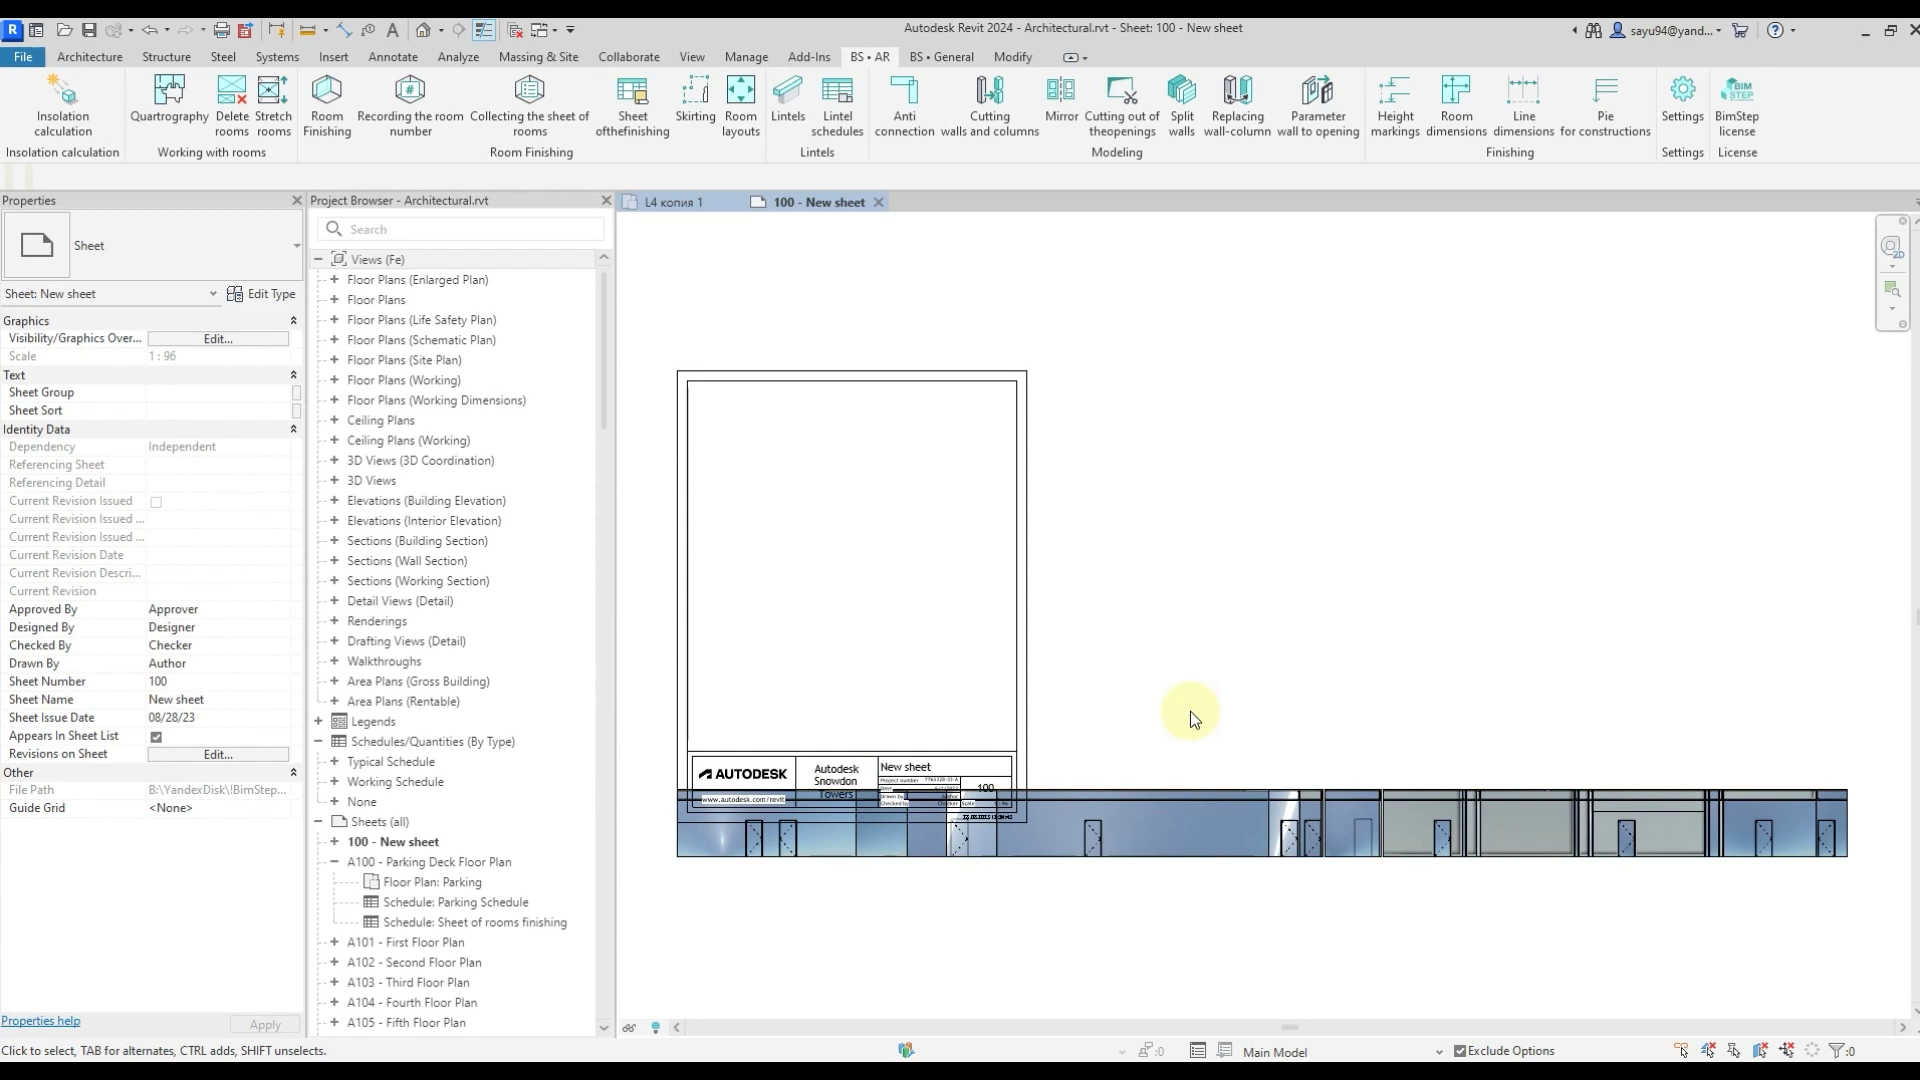 R
Autodesk Revit 2024 - Architectural.rvt - Sheet: 100 - New sheet
sayu94@yand...
File
Architecture
Structure
Steel
Systems
Insert
Annotate
Analyze
Massing & Site
Collaborate
View
Manage
Add-Ins
BS • AR
BS • General
Modify
Insolation
calculation
Quartrography
Delete
rooms
Stretch
rooms
Room
Finishing
Recording the room
number
Collecting the sheet of
rooms
Sheet
ofthefinishing
Skirting
Room
layouts
Lintels
Lintel
schedules
Anti
connection
Cutting
walls and columns
Mirror
Cutting out of
theopenings
Split
walls
Replacing
wall-column
Parameter
wall to opening
Height
markings
Room
dimensions
Line
dimensions
Pie
for constructions
Settings
BIM
STEP
BimStep
license
Insolation calculation
Working with rooms
Room Finishing
Lintels
Modeling
Finishing
Settings
License
Properties
Sheet
Sheet: New sheet
Edit Type
Graphics
Visibility/Graphics Over...
Edit...
Scale
1 : 96
Text
Sheet Group
Sheet Sort
Identity Data
Dependency
Independent
Referencing Sheet
Referencing Detail
Current Revision Issued
Current Revision Issued ...
Current Revision Issued ...
Current Revision Date
Current Revision Descri...
Current Revision
Approved By
Approver
Designed By
Designer
Checked By
Checker
Drawn By
Author
Sheet Number
100
Sheet Name
New sheet
Sheet Issue Date
08/28/23
Appears In Sheet List
Revisions on Sheet
Edit...
Other
File Path
B:\YandexDisk\!BimStep...
Guide Grid
<None>
Properties help
Apply
Project Browser - Architectural.rvt
Search
Views (Fe)
Floor Plans (Enlarged Plan)
Floor Plans
Floor Plans (Life Safety Plan)
Floor Plans (Schematic Plan)
Floor Plans (Site Plan)
Floor Plans (Working)
Floor Plans (Working Dimensions)
Ceiling Plans
Ceiling Plans (Working)
3D Views (3D Coordination)
3D Views
Elevations (Building Elevation)
Elevations (Interior Elevation)
Sections (Building Section)
Sections (Wall Section)
Sections (Working Section)
Detail Views (Detail)
Renderings
Drafting Views (Detail)
Walkthroughs
Area Plans (Gross Building)
Area Plans (Rentable)
Legends
Schedules/Quantities (By Type)
Typical Schedule
Working Schedule
None
Sheets (all)
100 - New sheet
A100 - Parking Deck Floor Plan
Floor Plan: Parking
Schedule: Parking Schedule
Schedule: Sheet of rooms finishing
A101 - First Floor Plan
A102 - Second Floor Plan
A103 - Third Floor Plan
A104 - Fourth Floor Plan
A105 - Fifth Floor Plan
L4 копия 1
100 - New sheet
2D
AUTODESK
www.autodesk.com/revit
Autodesk
Snowdon
Towers
New sheet
Project number
100
Drawn by
Author
Checked by
Checker
Scale
Click to select, TAB for alternates, CTRL adds, SHIFT unselects.
:0
Main Model
Exclude Options
:0